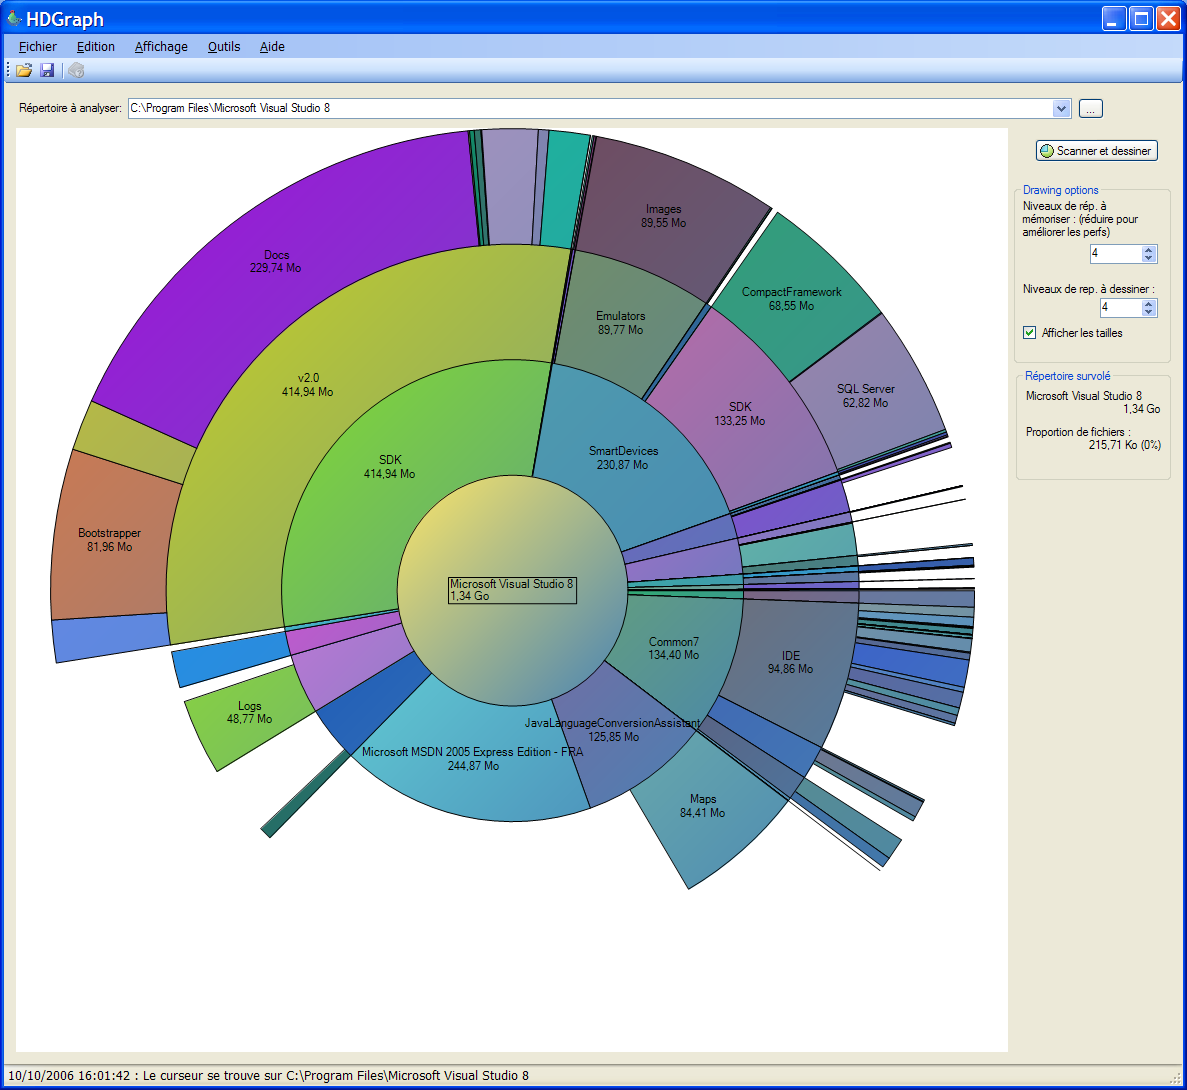 HDGraph
Fichier Edition Affichage Outils Aide
Répertoire à analyser: C:\Program Files\Microsoft Visual Studio 8 ...
Scanner et dessiner
Drawing options
Niveaux de rép. à
mémoriser : (réduire pour
améliorer les perfs)
4
Niveaux de rep. à dessiner :
4
Afficher les tailles
Répertoire survolé
Microsoft Visual Studio 8
1,34 Go
Proportion de fichiers :
215,71 Ko (0%)
Images
89,55 Mo
Docs
229,74 Mo
CompactFramework
68,55 Mo
Emulators
89,77 Mo
v2.0
414,94 Mo
SQL Server
62,82 Mo
SDK
133,25 Mo
SmartDevices
230,87 Mo
SDK
414,94 Mo
Bootstrapper
81,96 Mo
Microsoft Visual Studio 8
1,34 Go
Common7
134,40 Mo
IDE
94,86 Mo
Logs
48,77 Mo
JavaLanguageConversionAssistant
125,85 Mo
Microsoft MSDN 2005 Express Edition - FRA
244,87 Mo
Maps
84,41 Mo
10/10/2006 16:01:42 : Le curseur se trouve sur C:\Program Files\Microsoft Visual Studio 8